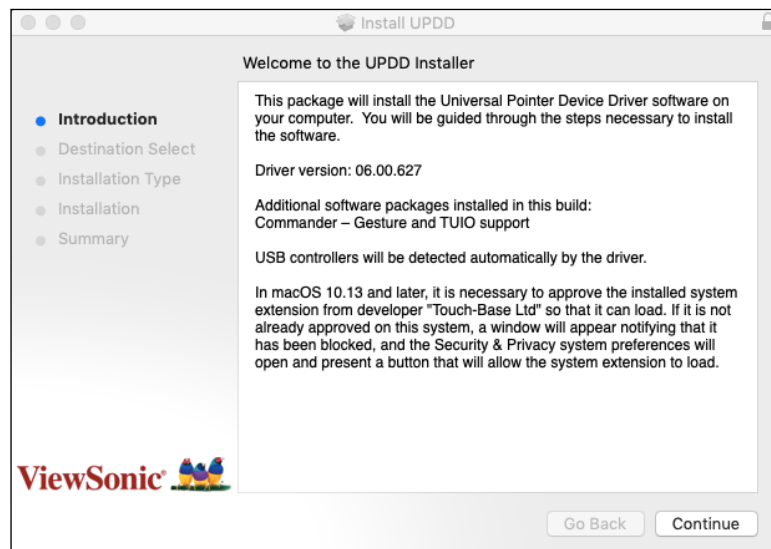 Install UPDD
Welcome to the UPDD Installer
Introduction
Destination Select
Installation Type
Installation
Summary
This package will install the Universal Pointer Device Driver software on
your computer.  You will be guided through the steps necessary to install
the software.
Driver version: 06.00.627
Additional software packages installed in this build:
Commander – Gesture and TUIO support
USB controllers will be detected automatically by the driver.
In macOS 10.13 and later, it is necessary to approve the installed system
extension from developer "Touch-Base Ltd" so that it can load. If it is not
already approved on this system, a window will appear notifying that it
has been blocked, and the Security & Privacy system preferences will
open and present a button that will allow the system extension to load.
ViewSonic®
Go Back
Continue